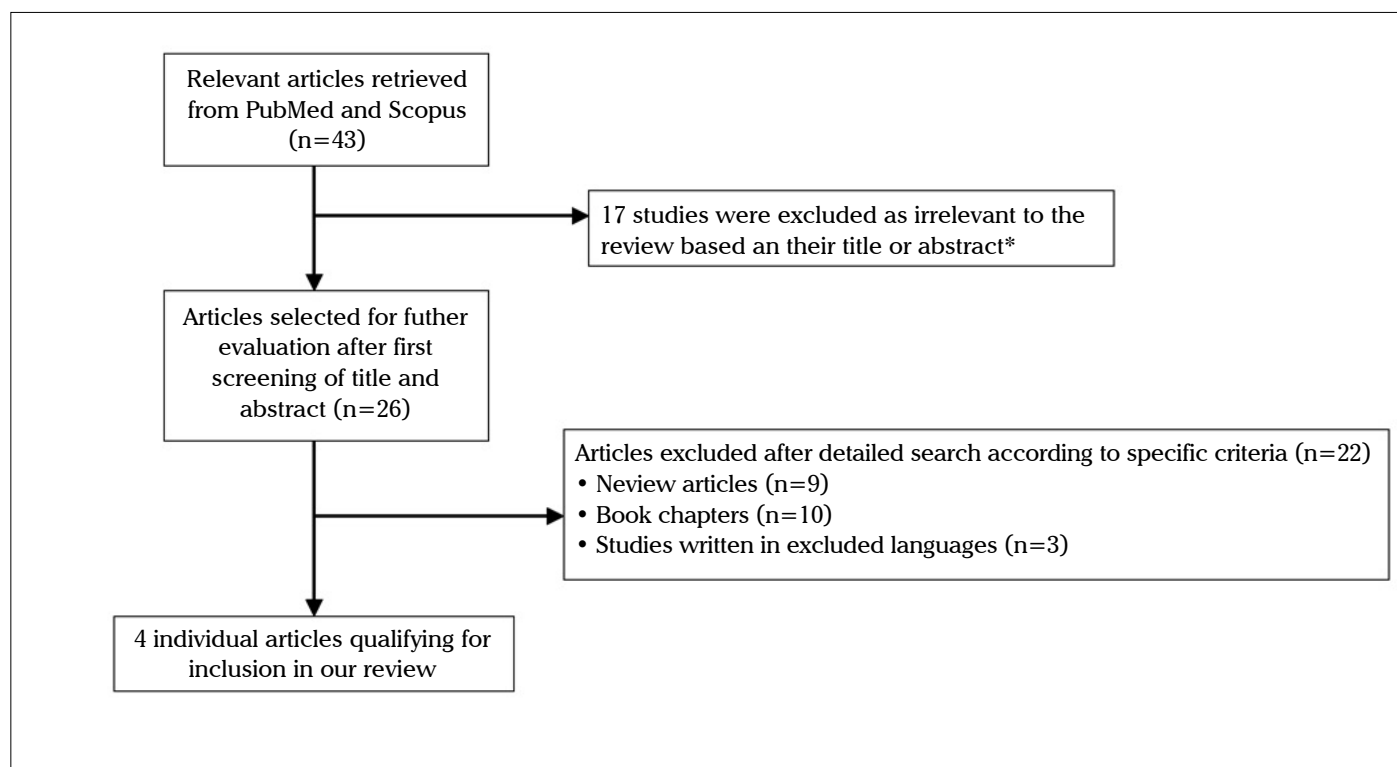 Relevant articles retrieved
from PubMed and Scopus
(n=43)
17 studies were excluded as irrelevant to the
review based an their title or abstract*
Articles selected for futher
evaluation after first
screening of title and
abstract (n=26)
Articles excluded after detailed search according to specific criteria (n=22)
• Neview articles (n=9)
• Book chapters (n=10)
• Studies written in excluded languages (n=3)
4 individual articles qualifying for
inclusion in our review